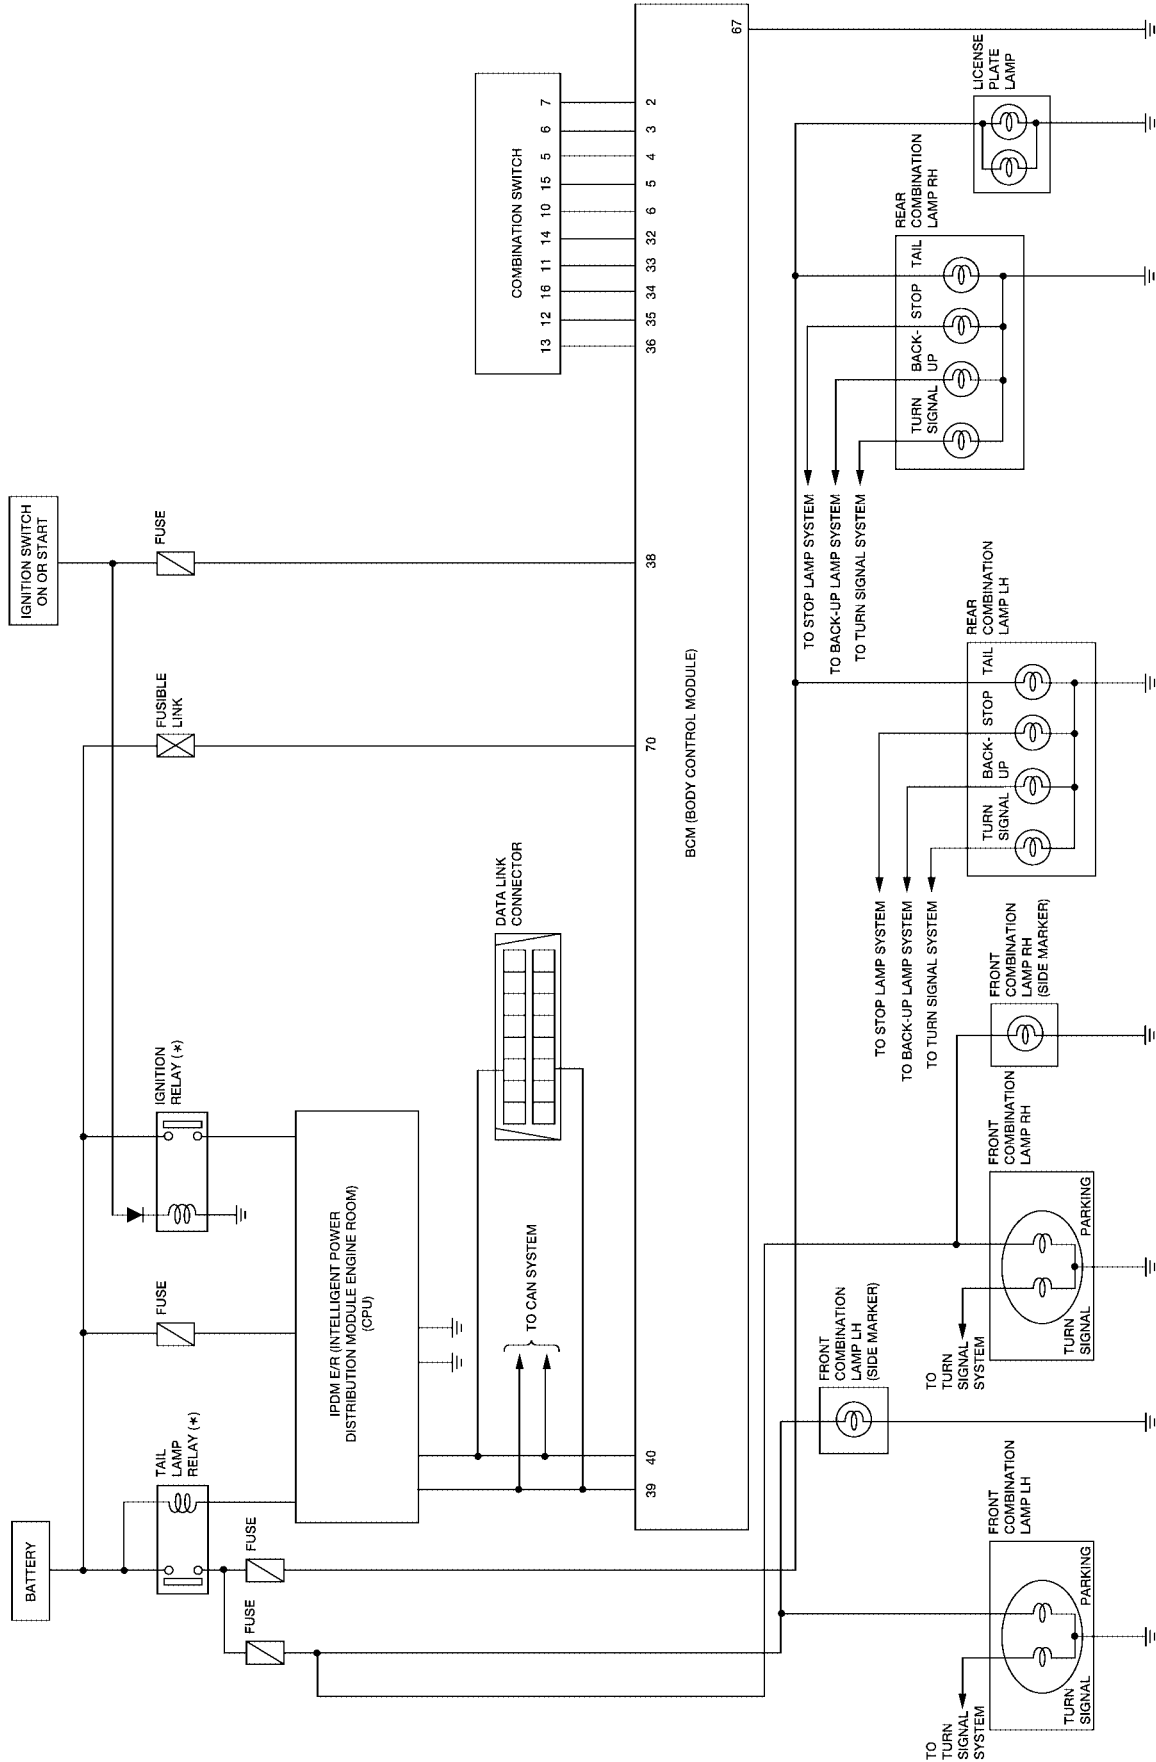 BATTERY
TAIL
LAMP
RELAY (*)
FUSE
FUSE
FUSE
IGNITION
RELAY (*)
FUSIBLE
LINK
IGNITION SWITCH
ON OR START
FUSE
IPDM E/R (INTELLIGENT POWER
DISTRIBUTION MODULE ENGINE ROOM)
(CPU)
TO CAN SYSTEM
DATA LINK
CONNECTOR
COMBINATION SWITCH
13 12 16 11 14 10 15 5 6 7
39 40 70 38 36 35 34 33 32 6 5 4 3 2
BCM (BODY CONTROL MODULE)
67
FRONT
COMBINATION
LAMP LH
TO
TURN
SIGNAL
SYSTEM
TURN
SIGNAL
PARKING
FRONT
COMBINATION
LAMP LH
(SIDE MARKER)
FRONT
COMBINATION
LAMP RH
TO
TURN
SIGNAL
SYSTEM
TURN
SIGNAL
PARKING
FRONT
COMBINATION
LAMP RH
(SIDE MARKER)
TO STOP LAMP SYSTEM
TO BACK-UP LAMP SYSTEM
TO TURN SIGNAL SYSTEM
REAR
COMBINATION
LAMP LH
TURN
SIGNAL
BACK-
UP
STOP
TAIL
TO STOP LAMP SYSTEM
TO BACK-UP LAMP SYSTEM
TO TURN SIGNAL SYSTEM
REAR
COMBINATION
LAMP RH
TURN
SIGNAL
BACK-
UP
STOP
TAIL
LICENSE
PLATE
LAMP